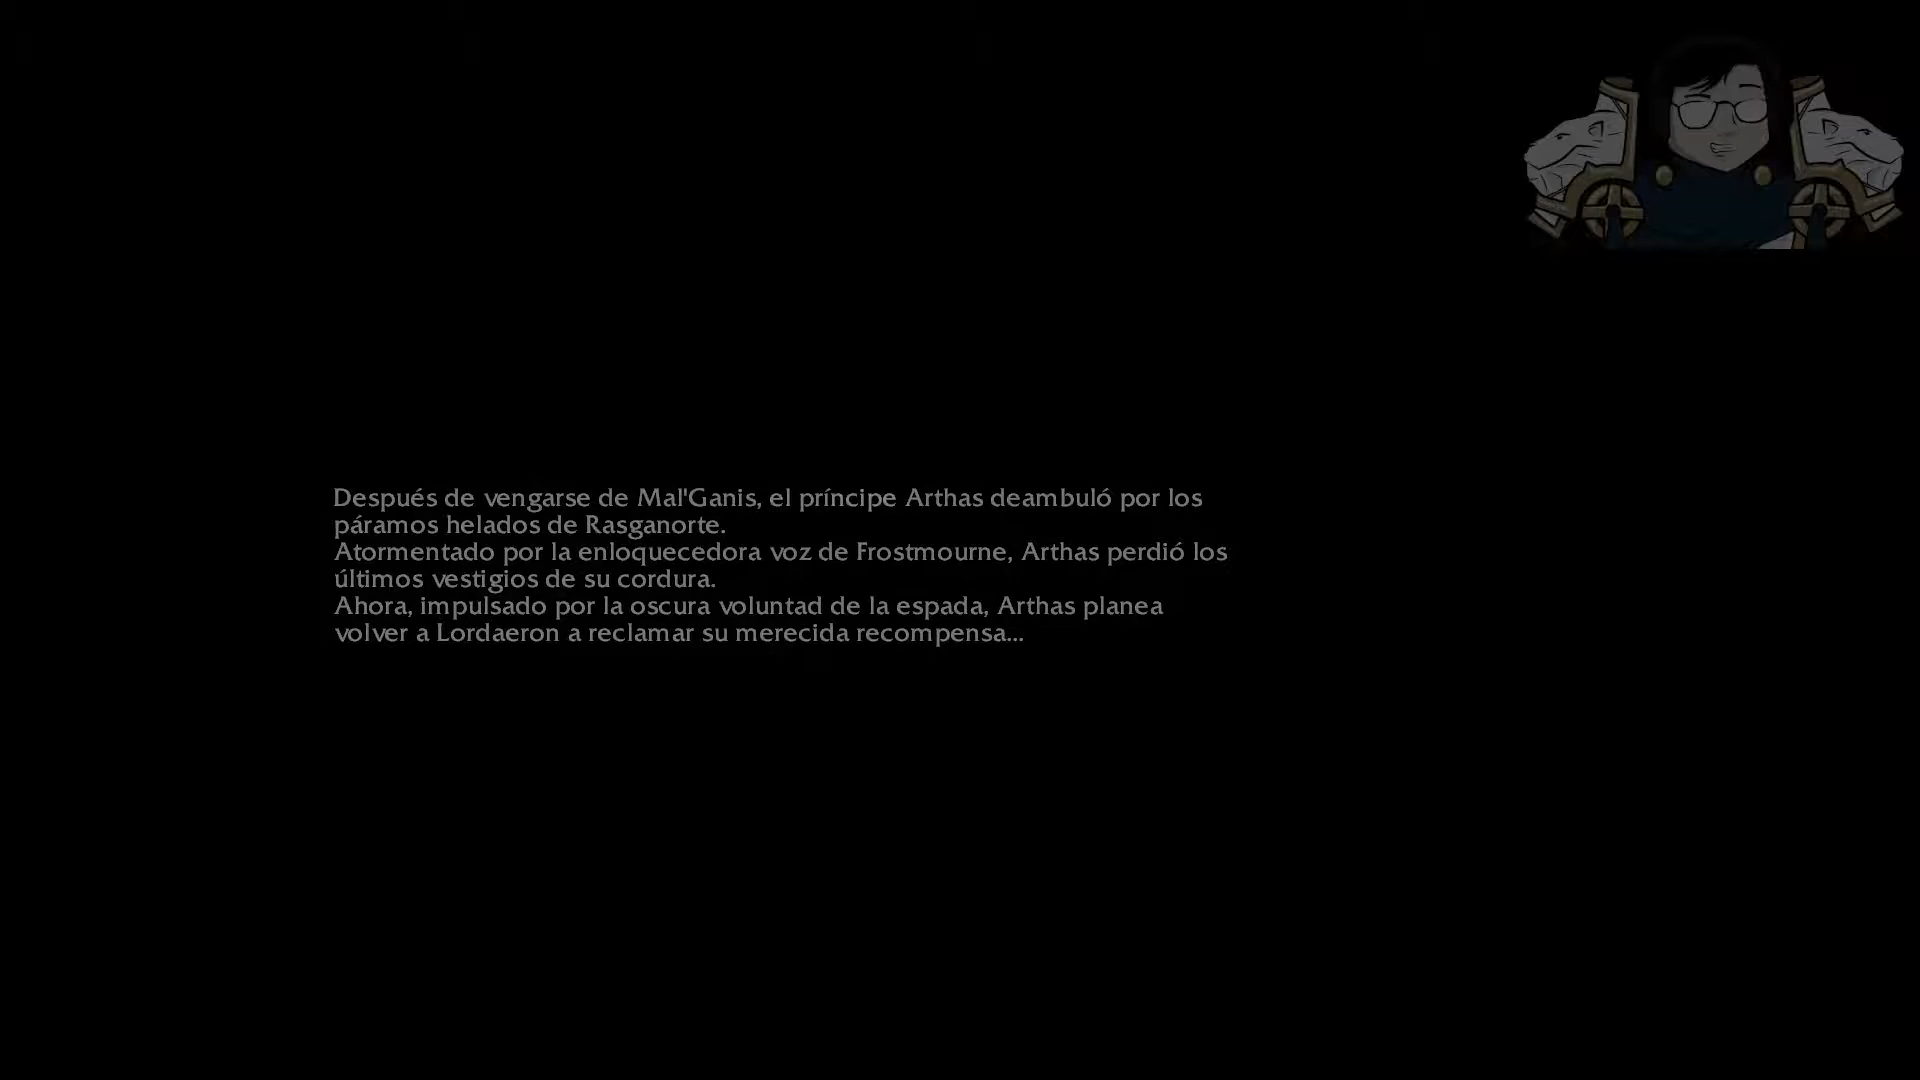 Después de vengarse de Mal'Ganis, el príncipe Arthas deambuló por los
páramos helados de Rasganorte.
Atormentado por la enloquecedora voz de Frostmourne, Arthas perdió los
últimos vestigios de su cordura.
Ahora, impulsado por la oscura voluntad de la espada, Arthas planea
volver a Lordaeron a reclamar su merecida recompensa...